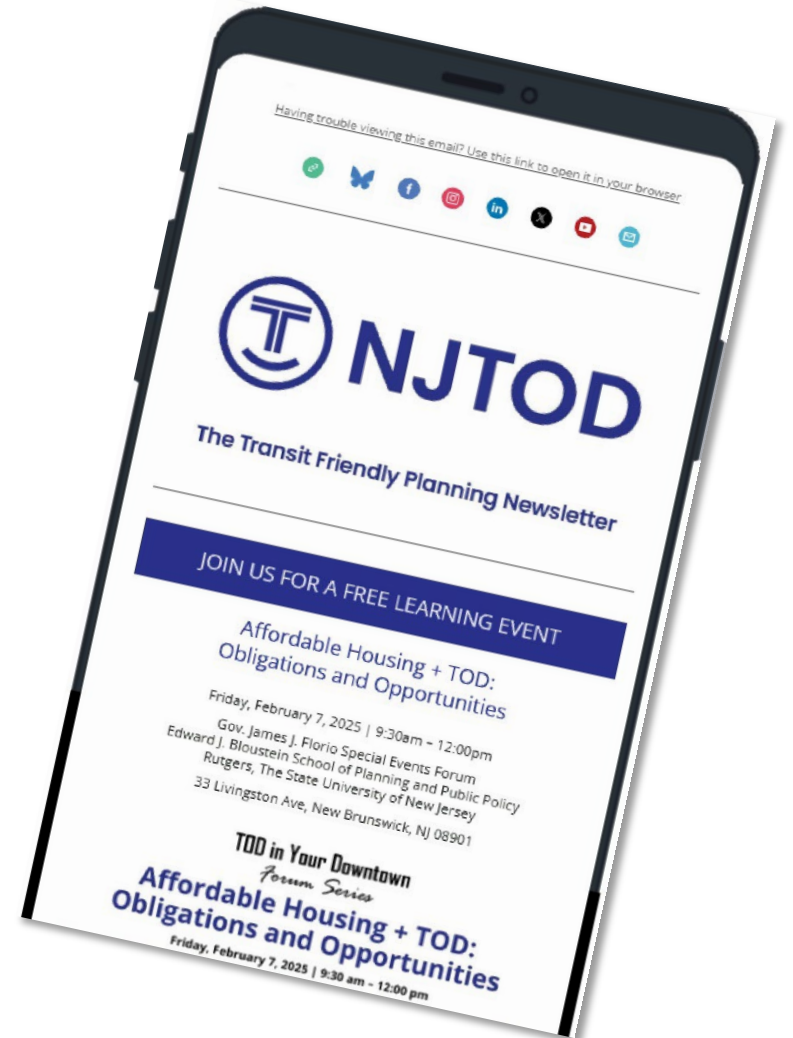 Having trouble viewing this email? Use this link to open it in your browser
NJTOD
The Transit Friendly Planning Newsletter
JOIN US FOR A FREE LEARNING EVENT
Affordable Housing + TOD:
Obligations and Opportunities
Friday, February 7, 2025 | 9:30am – 12:00pm
Gov. James J. Florio Special Events Forum
Edward J. Bloustein School of Planning and Public Policy
Rutgers, The State University of New Jersey
33 Livingston Ave, New Brunswick, NJ 08901
TOD in Your Downtown
Forum Series
Affordable Housing + TOD:
Obligations and Opportunities
Friday, February 7, 2025 | 9:30 am – 12:00 pm